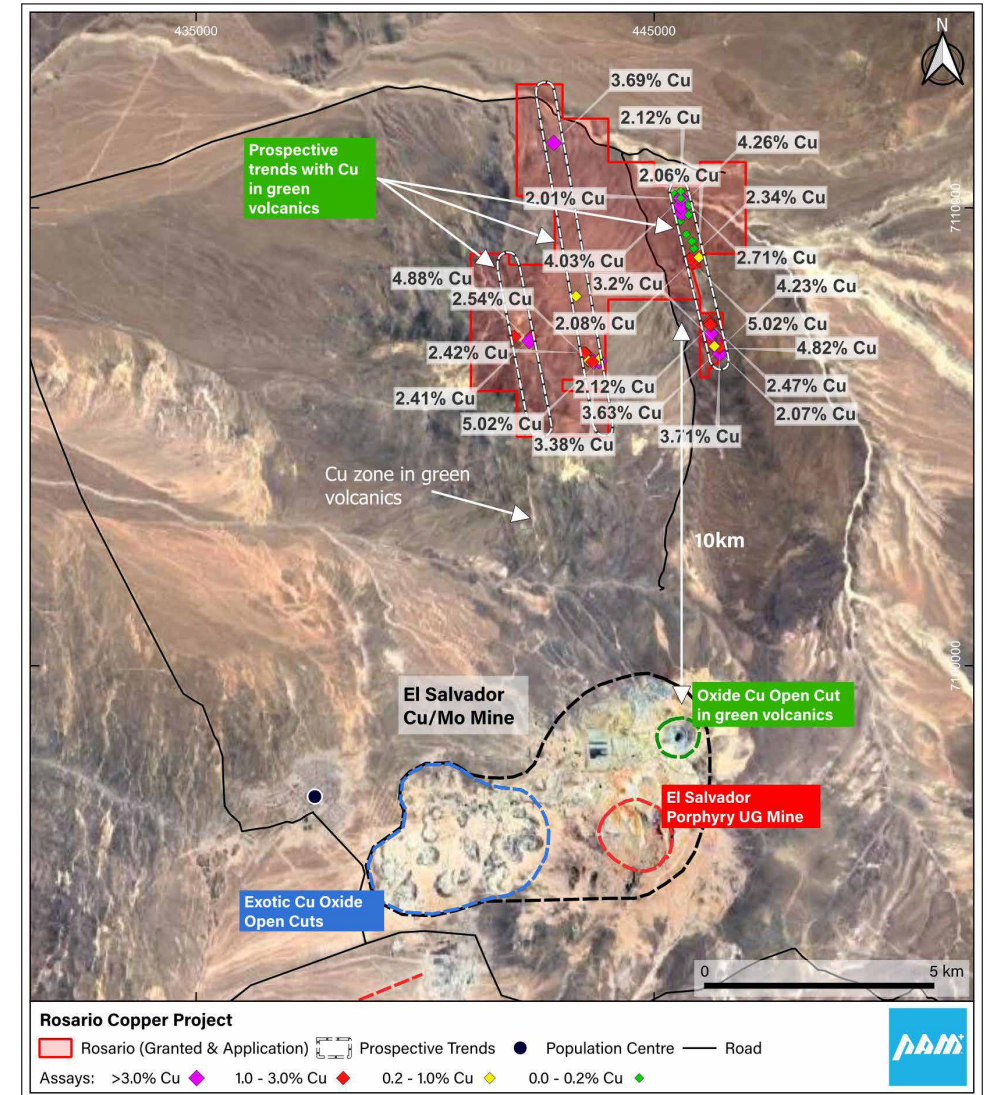 435000
445000
N
3.69% Cu
2.12% Cu
4.26% Cu
Prospective
trends with Cu
in green
volcanics
2.06% Cu
2.01% Cu
2.34% Cu
7110000
4.03% Cu
2.71% Cu
4.88% Cu
3.2% Cu
4.23% Cu
2.54% Cu
2.08% Cu
5.02% Cu
2.42% Cu
4.82% Cu
2.12% Cu
2.47% Cu
2.41% Cu
3.63% Cu
2.07% Cu
5.02% Cu
3.71% Cu
3.38% Cu
Cu zone in green
volcanics
10km
7100000
El Salvador
Cu/Mo Mine
Oxide Cu Open Cut
in green volcanics
El Salvador
Porphyry UG Mine
Exotic Cu Oxide
Open Cuts
0
5 km
Rosario Copper Project
Rosario (Granted & Application)
Prospective Trends
Population Centre
Road
Assays:
>3.0% Cu
1.0 - 3.0% Cu
0.2 - 1.0% Cu
0.0 - 0.2% Cu
PAM